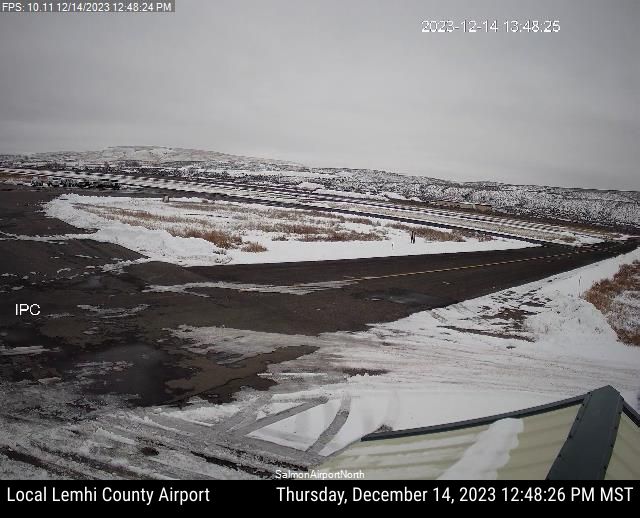 FPS: 10.11 12/14/2023 12:48:24 PM
2023-12-14 13:48:25
IPC
SalmonAirportNorth
Local Lemhi County Airport
Thursday, December 14, 2023 12:48:26 PM MST